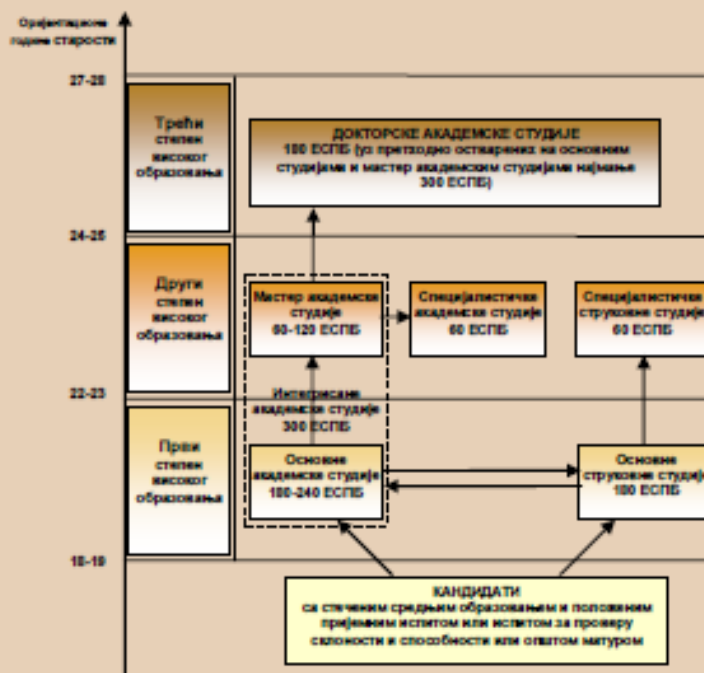 Оријентационе
године старости
27-28
Трећи
степен
високог
образовања
ДОКТОРСКЕ АКАДЕМСКЕ СТУДИЈЕ
180 ЕСПБ (уз претходно остварених на основним
студијама и мастер академским студијама најмање
300 ЕСПБ)
24-25
Други
степен
високог
образовања
Мастер академске
студије
60-120 ЕСПБ
Специјалистичке
академске студије
60 ЕСПБ
Специјалистичке
струковне студије
60 ЕСПБ
22-23
Интегрисане
академске студије
300 ЕСПБ
Први
степен
високог
образовања
Основне
академске студије
180-240 ЕСПБ
Основне
струковне студије
180 ЕСПБ
18-19
КАНДИДАТИ
са стеченим средњим образовањем и положеним
пријемним испитом или испитом за проверу
склоности и способности или општом матуром